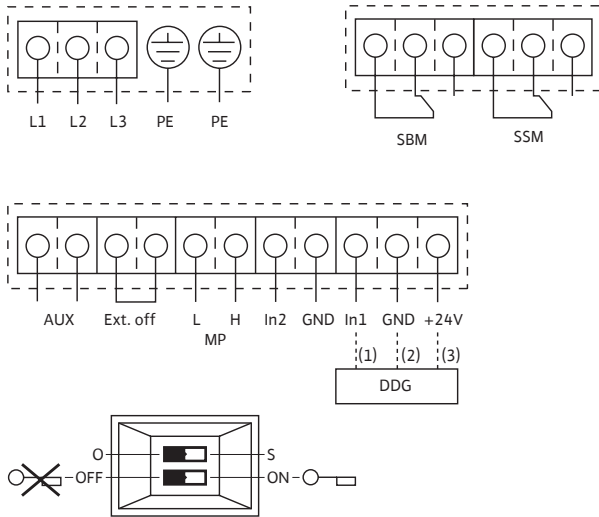 L1 L2 L3 PE PE
SBM SSM
AUX Ext. off L H In2 GND In1 GND +24V
MP
(1) (2) (3)
DDG
O S
OFF ON